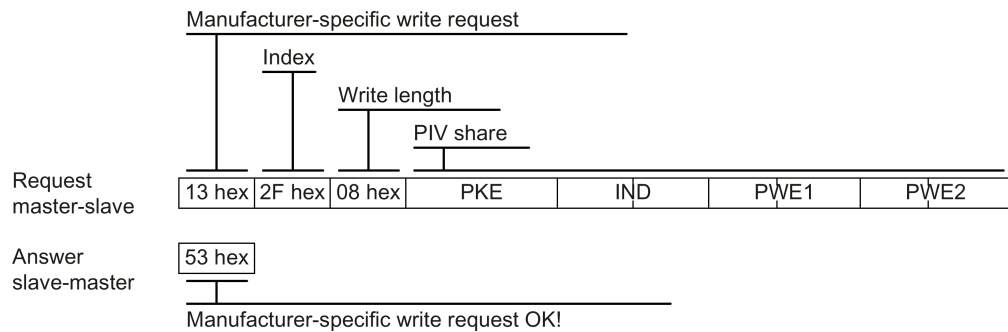 Manufacturer-specific write request
Index
Write length
PIV share
Request
master-slave
13 hex 2F hex 08 hex PKE IND PWE1 PWE2
Answer
slave-master
53 hex
Manufacturer-specific write request OK!